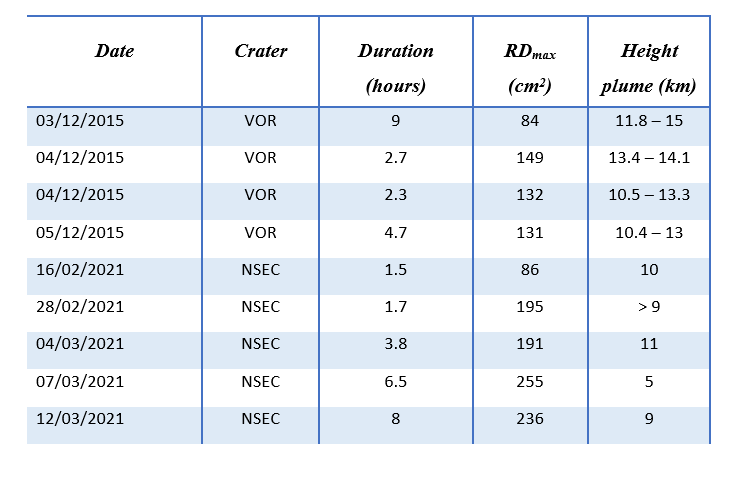 Date Crater Duration (hours) RDmax (cm²) Height plume (km)
03/12/2015 VOR 9 84 11.8 – 15
04/12/2015 VOR 2.7 149 13.4 – 14.1
04/12/2015 VOR 2.3 132 10.5 – 13.3
05/12/2015 VOR 4.7 131 10.4 – 13
16/02/2021 NSEC 1.5 86 10
28/02/2021 NSEC 1.7 195 > 9
04/03/2021 NSEC 3.8 191 11
07/03/2021 NSEC 6.5 255 5
12/03/2021 NSEC 8 236 9